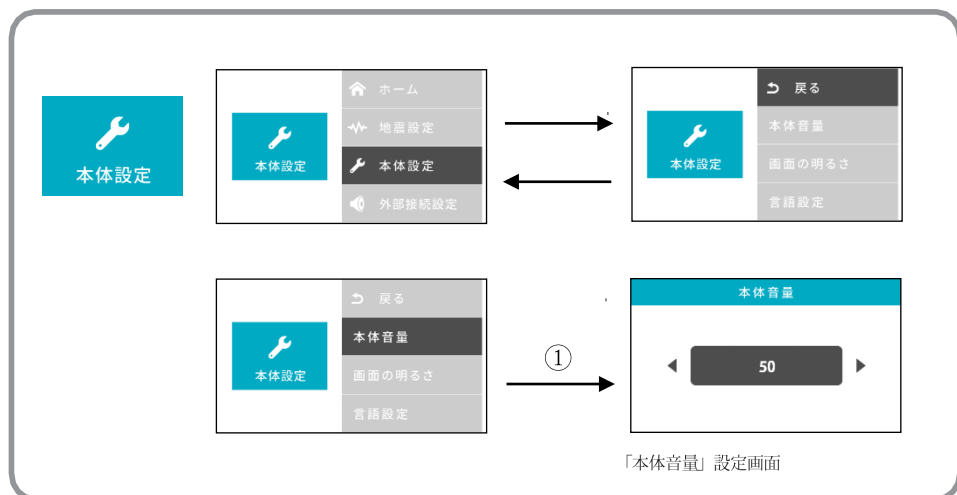 本体設定
本体設定
ホーム
地震設定
本体設定
外部接続設定
本体設定
戻る
本体音量
画面の明るさ
言語設定
本体設定
戻る
本体音量
画面の明るさ
言語設定
①
本体音量
50
「本体音量」設定画面